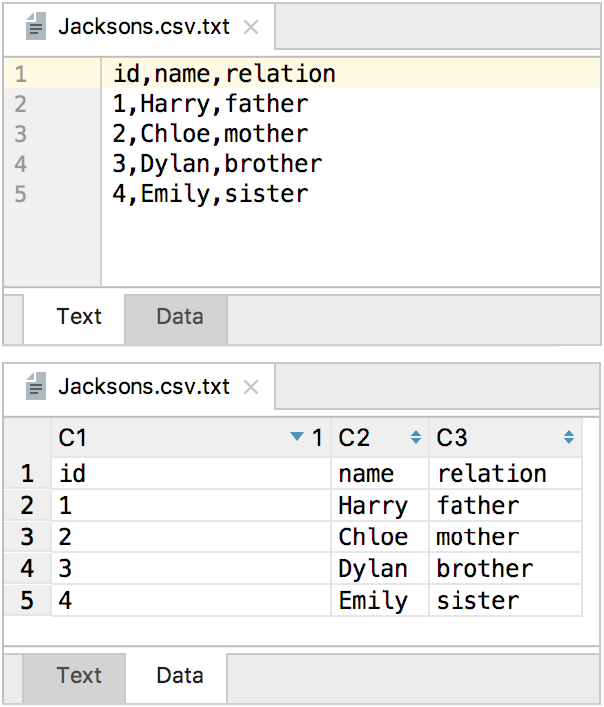 Jacksons.csv.txt
1 id,name,relation
2 1,Harry,father
3 2,Chloe,mother
4 3,Dylan,brother
5 4,Emily,sister
Text Data
Jacksons.csv.txt
C1 1 C2 C3
1 id name relation
2 1 Harry father
3 2 Chloe mother
4 3 Dylan brother
5 4 Emily sister
Text Data